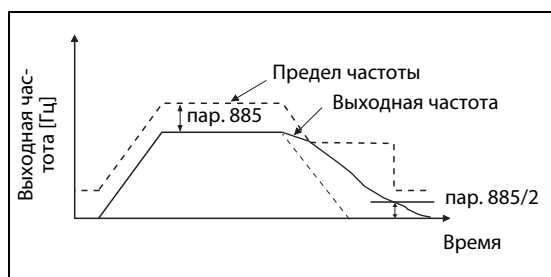 Выходная час-
тота [Гц]
Предел частоты
пар. 885
Выходная частота
пар. 885/2
Время